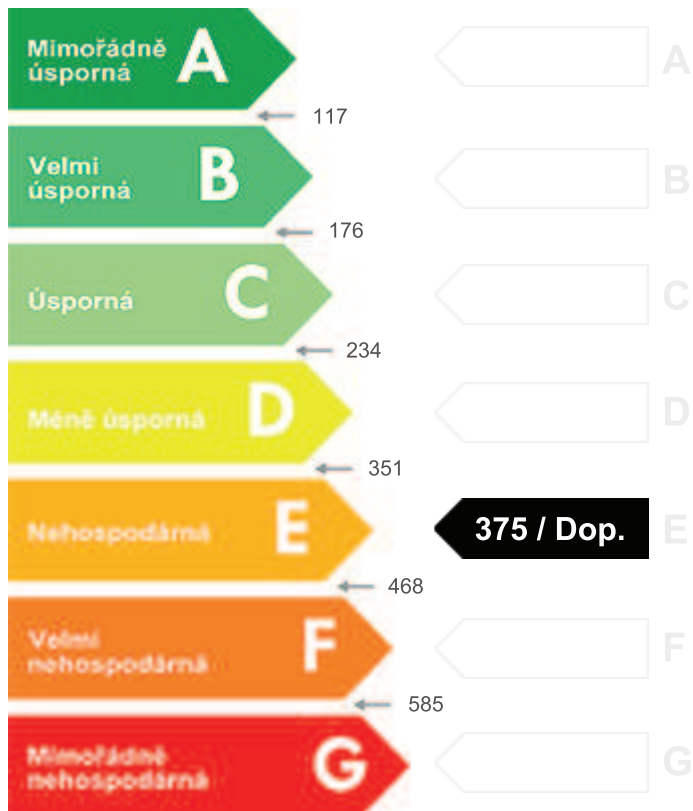 Mimořádně
úsporná
A
A
117
Velmi
úsporná
B
B
176
Úsporná
C
C
234
Méně úsporná
D
D
351
Nehospodárná
E
375 / Dop.
E
468
Velmi
nehospodárná
F
F
585
Mimořádně
nehospodárná
G
G